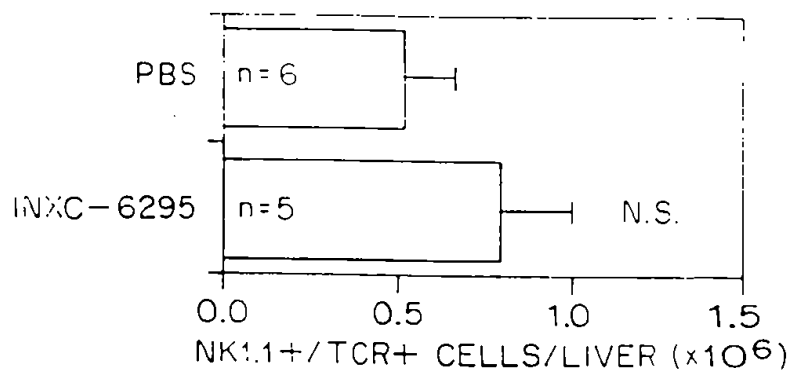 PBS
n=6
INXC-6295
n=5
N.S.
0.0 0.5 1.0 1.5
NK1.1+/TCR+ CELLS/LIVER (x10⁶)